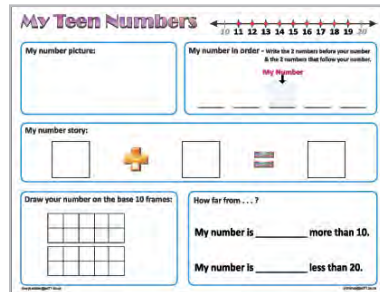 My Teen Numbers
10 11 12 13 14 15 16 17 18 19 20
My number picture:
My number in order - Write the 2 numbers before your number
& the 2 numbers that follow your number.
My Number
My number story:
+ =
Draw your number on the base 10 frames:
How far from . . . ?
My number is ________ more than 10.
My number is ________ less than 20.